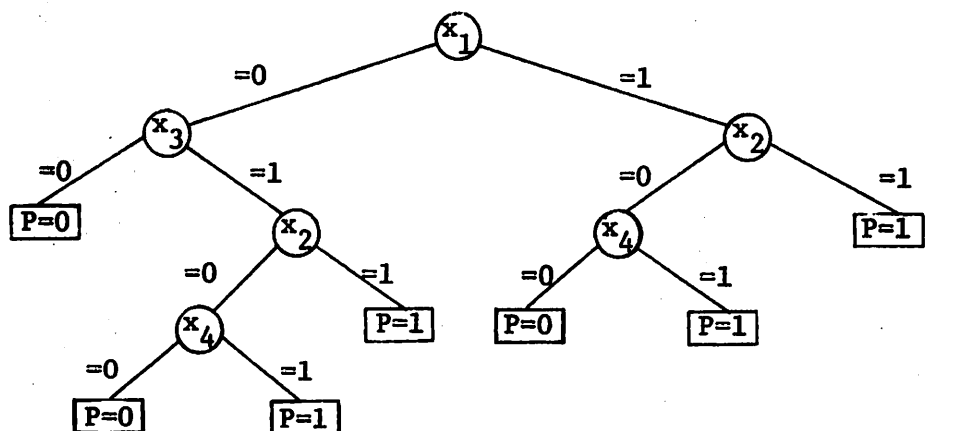 x1
=0 =1
x3 x2
=0 =1 =0 =1
P=0 x2 x4 P=1
=0 =1 =0 =1
x4 P=1 P=0 P=1
=0 =1
P=0 P=1